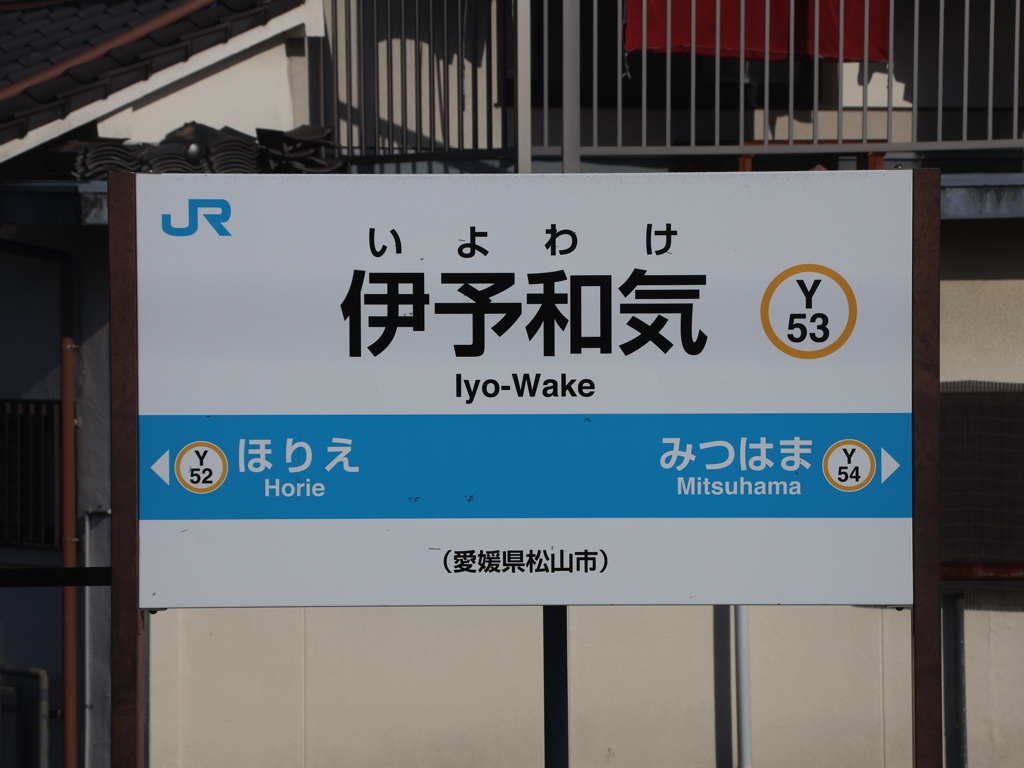 JR
いよわけ
伊予和気
Y
53
Iyo-Wake
Y
52
ほりえ
Horie
みつはま
Mitsuhama
Y
54
（愛媛県松山市）